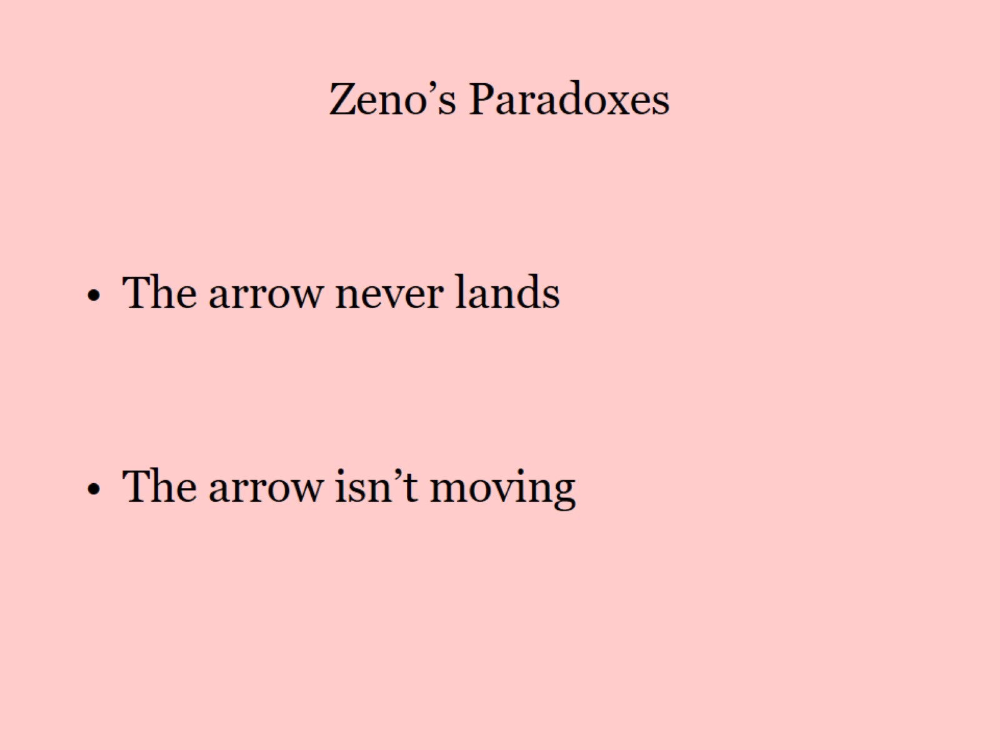 Zeno’s Paradoxes
• The arrow never lands
• The arrow isn’t moving